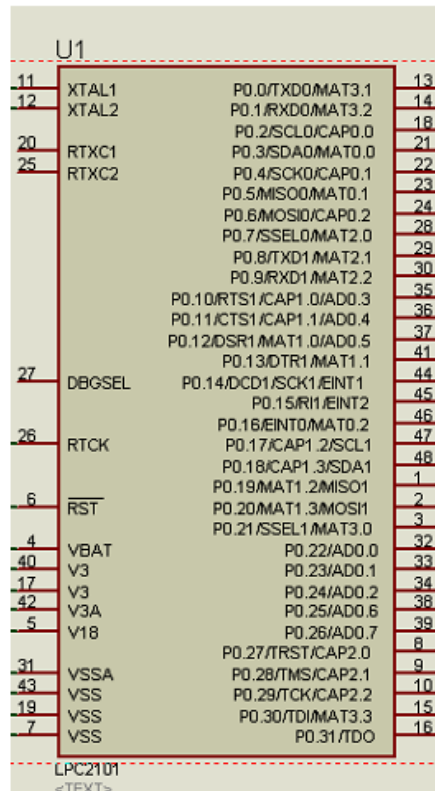 U1
11 XTAL1 P0.0/TXD0/MAT3.1 13
12 XTAL2 P0.1/RXD0/MAT3.2 14
P0.2/SCL0/CAP0.0 18
20 RTXC1 P0.3/SDA0/MAT0.0 21
25 RTXC2 P0.4/SCK0/CAP0.1 22
P0.5/MISO0/MAT0.1 23
P0.6/MOSI0/CAP0.2 24
P0.7/SSEL0/MAT2.0 28
P0.8/TXD1/MAT2.1 29
P0.9/RXD1/MAT2.2 30
P0.10/RTS1/CAP1.0/AD0.3 35
P0.11/CTS1/CAP1.1/AD0.4 36
P0.12/DSR1/MAT1.0/AD0.5 37
P0.13/DTR1/MAT1.1 41
27 DBGSEL P0.14/DCD1/SCK1/EINT1 44
P0.15/RI1/EINT2 45
P0.16/EINT0/MAT0.2 46
26 RTCK P0.17/CAP1.2/SCL1 47
P0.18/CAP1.3/SDA1 48
P0.19/MAT1.2/MISO1 1
6 RST P0.20/MAT1.3/MOSI1 2
P0.21/SSEL1/MAT3.0 3
4 VBAT P0.22/AD0.0 32
40 V3 P0.23/AD0.1 33
17 V3 P0.24/AD0.2 34
42 V3A P0.25/AD0.6 38
5 V18 P0.26/AD0.7 39
P0.27/TRST/CAP2.0 8
31 VSSA P0.28/TMS/CAP2.1 9
43 VSS P0.29/TCK/CAP2.2 10
19 VSS P0.30/TDI/MAT3.3 15
7 VSS P0.31/TDO 16
LPC2101
<TEXT>